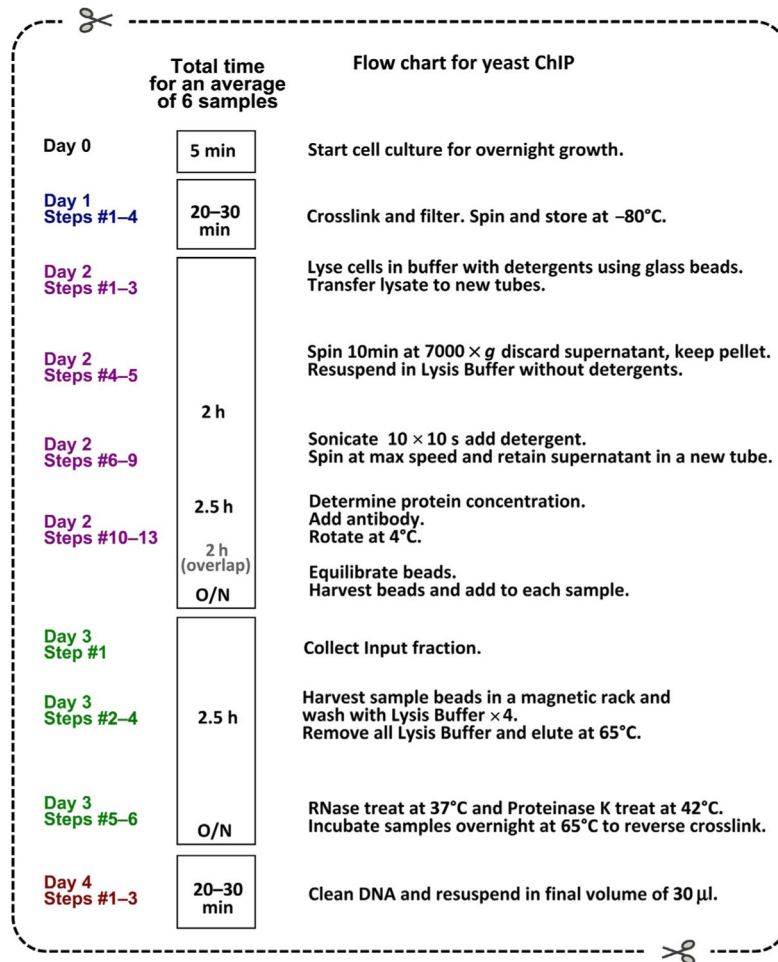 Total time
for an average
of 6 samples
Flow chart for yeast ChIP
Day 0
5 min
Start cell culture for overnight growth.
Day 1
Steps #1–4
20–30
min
Crosslink and filter. Spin and store at –80°C.
Day 2
Steps #1–3
Lyse cells in buffer with detergents using glass beads.
Transfer lysate to new tubes.
Day 2
Steps #4–5
Spin 10min at 7000 × g discard supernatant, keep pellet.
Resuspend in Lysis Buffer without detergents.
2 h
Day 2
Steps #6–9
Sonicate 10 × 10 s add detergent.
Spin at max speed and retain supernatant in a new tube.
Day 2
Steps #10–13
2.5 h
2 h
(overlap)
O/N
Determine protein concentration.
Add antibody.
Rotate at 4°C.
Equilibrate beads.
Harvest beads and add to each sample.
Day 3
Step #1
Collect Input fraction.
Day 3
Steps #2–4
2.5 h
Harvest sample beads in a magnetic rack and
wash with Lysis Buffer ×4.
Remove all Lysis Buffer and elute at 65°C.
Day 3
Steps #5–6
O/N
RNase treat at 37°C and Proteinase K treat at 42°C.
Incubate samples overnight at 65°C to reverse crosslink.
Day 4
Steps #1–3
20–30
min
Clean DNA and resuspend in final volume of 30 μl.